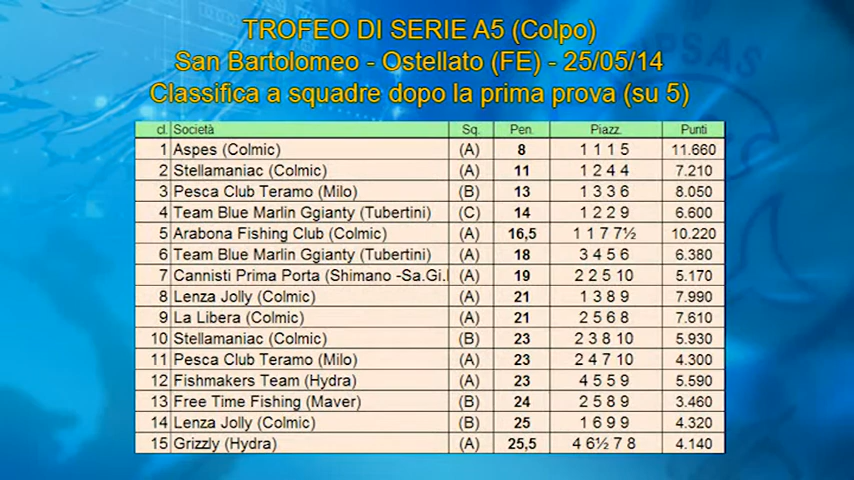 TROFEO DI SERIE A5 (Colpo)
San Bartolomeo - Ostellato (FE) - 25/05/14
Classifica a squadre dopo la prima prova (su 5)
cl. Società Sq. Pen. Piazz. Punti
1 Aspes (Colmic) (A) 8 1 1 1 5 11.660
2 Stellamaniac (Colmic) (A) 11 1 2 4 4 7.210
3 Pesca Club Teramo (Milo) (B) 13 1 3 3 6 8.050
4 Team Blue Marlin Ggianty (Tubertini) (C) 14 1 2 2 9 6.600
5 Arabona Fishing Club (Colmic) (A) 16,5 1 1 7 7½ 10.220
6 Team Blue Marlin Ggianty (Tubertini) (A) 18 3 4 5 6 6.380
7 Cannisti Prima Porta (Shimano -Sa.Gi. (A) 19 2 2 5 10 5.170
8 Lenza Jolly (Colmic) (A) 21 1 3 8 9 7.990
9 La Libera (Colmic) (A) 21 2 5 6 8 7.610
10 Stellamaniac (Colmic) (B) 23 2 3 8 10 5.930
11 Pesca Club Teramo (Milo) (A) 23 2 4 7 10 4.300
12 Fishmakers Team (Hydra) (A) 23 4 5 5 9 5.590
13 Free Time Fishing (Maver) (B) 24 2 5 8 9 3.460
14 Lenza Jolly (Colmic) (B) 25 1 6 9 9 4.320
15 Grizzly (Hydra) (A) 25,5 4 6½ 7 8 4.140